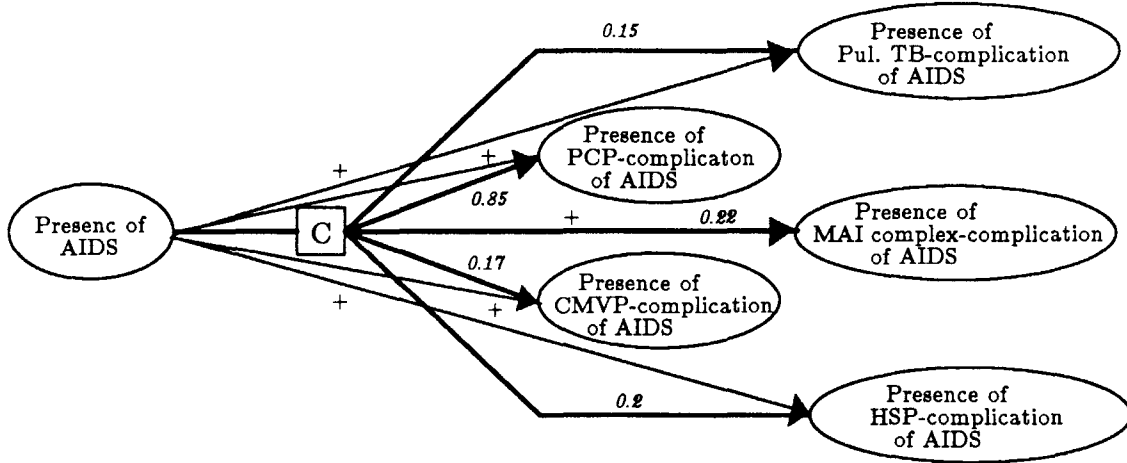 0.15
Presence of
Pul. TB-complication
of AIDS
Presence of
PCP-complicaton
of AIDS
+
+
0.85
Presenc of
AIDS
C
+
0.22
Presence of
MAI complex-complication
of AIDS
0.17
Presence of
CMVP-complication
of AIDS
+
+
0.2
Presence of
HSP-complication
of AIDS